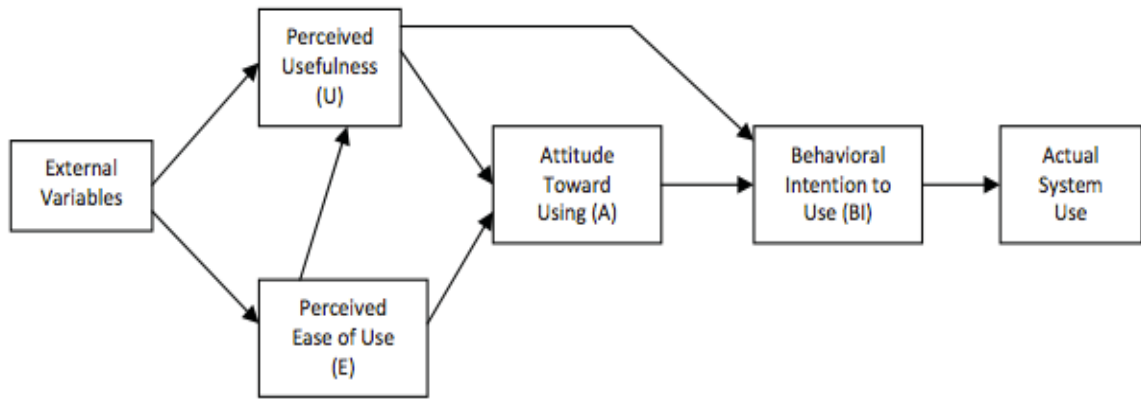 Perceived
Usefulness
(U)
External
Variables
Perceived
Ease of Use
(E)
Attitude
Toward
Using (A)
Behavioral
Intention to
Use (BI)
Actual
System
Use